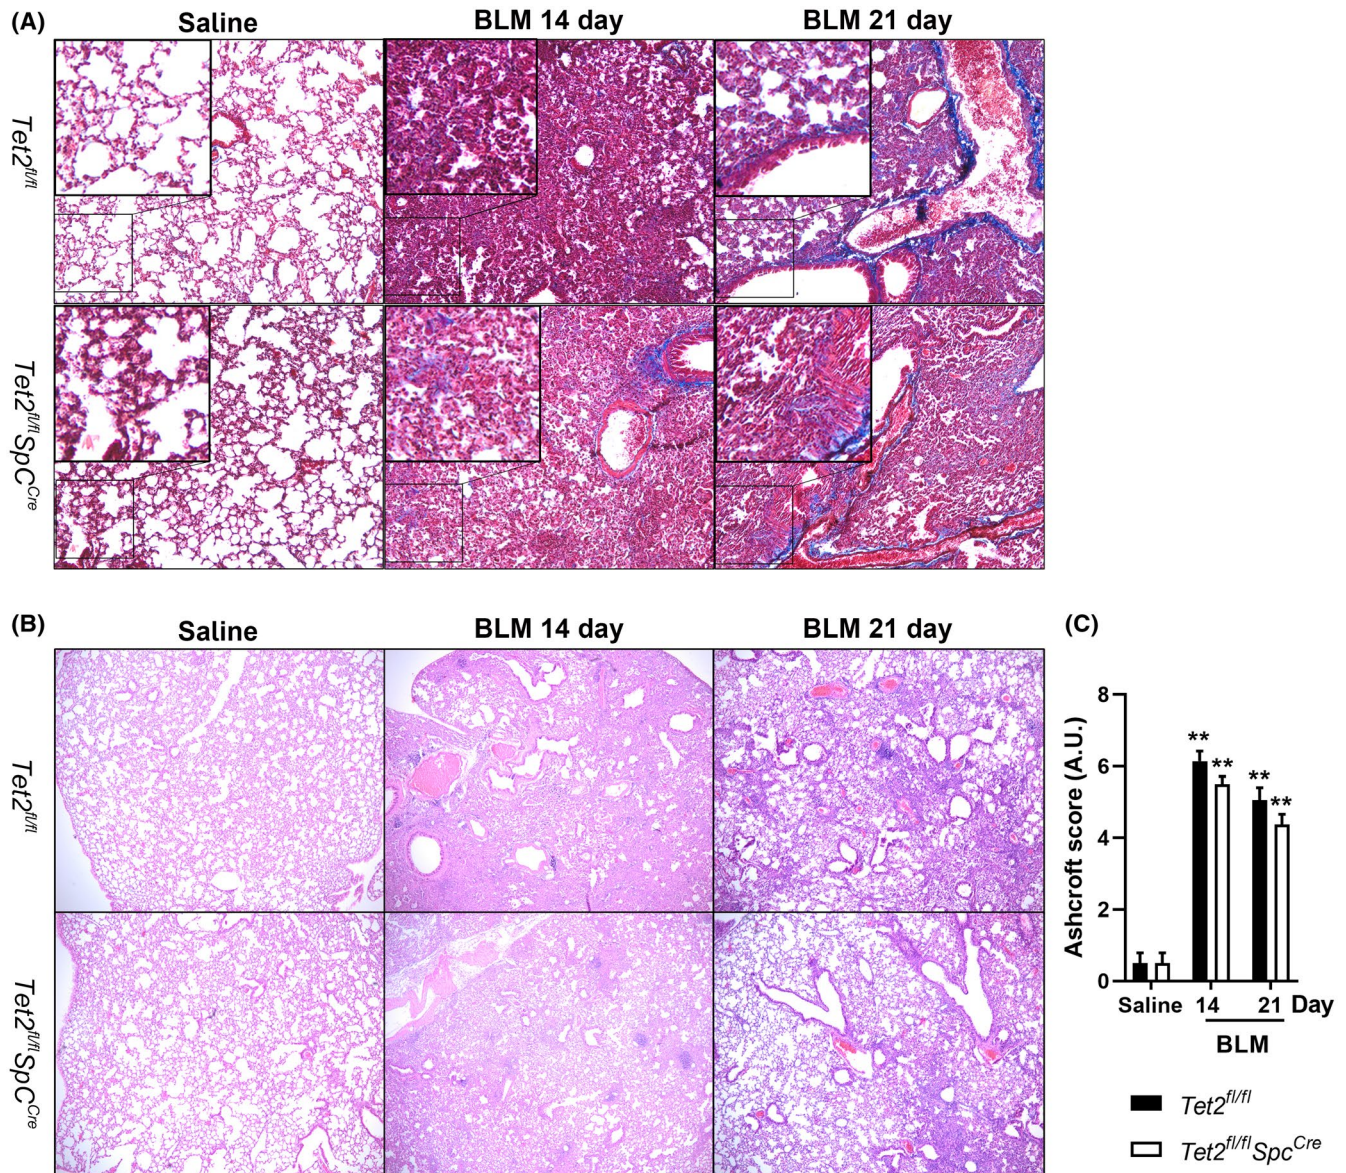 (A)
Saline BLM 14 day BLM 21 day
Tet2fl/fl
Tet2fl/flSpCCre
(B)
Saline BLM 14 day BLM 21 day
Tet2fl/fl
Tet2fl/flSpCCre
(C)
Ashcroft score (A.U.)
8
6
4
2
0
** ** ** **
Saline 14 21 Day
BLM
Tet2fl/fl
Tet2fl/flSpcCre